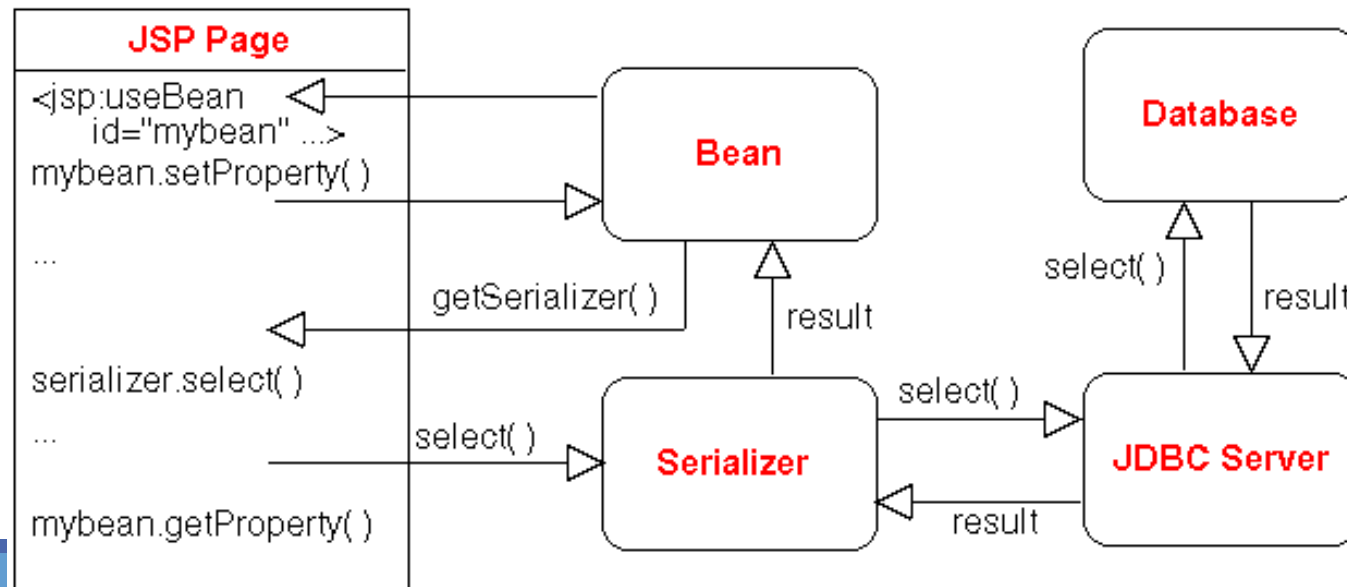 JSP Page
<jsp:useBean
id="mybean" ...>
mybean.setProperty( )
...
getSerializer( )
serializer.select( )
...
select( )
mybean.getProperty( )
Bean
result
Serializer
select( )
result
Database
select( )
result
JDBC Server